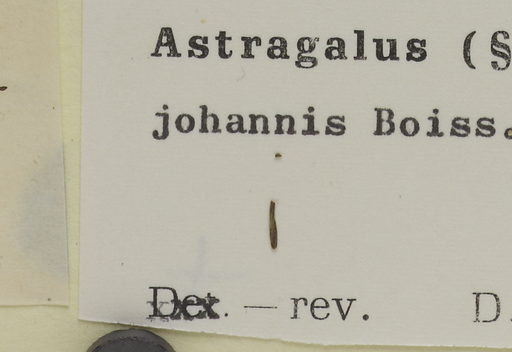 Astragalus (§
johannis Boiss.
Det. — rev. D.